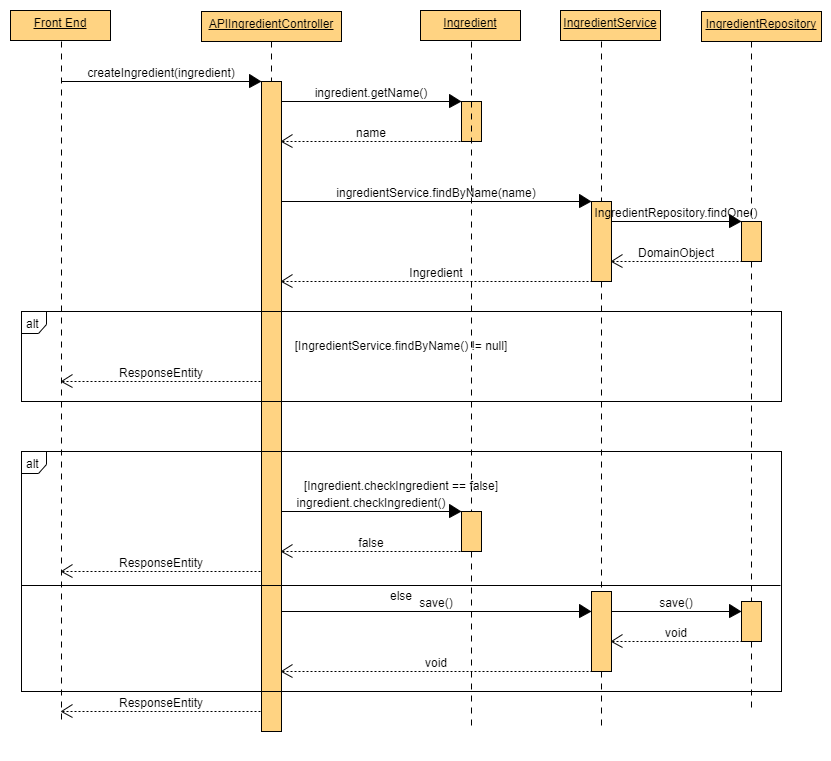 Front End
APIIngredientController
Ingredient
IngredientService
IngredientRepository
createIngredient(ingredient)
ingredient.getName()
name
ingredientService.findByName(name)
IngredientRepository.findOne()
DomainObject
Ingredient
alt
[IngredientService.findByName() != null]
ResponseEntity
alt
[Ingredient.checkIngredient == false]
ingredient.checkIngredient()
false
ResponseEntity
else
save()
save()
void
void
ResponseEntity